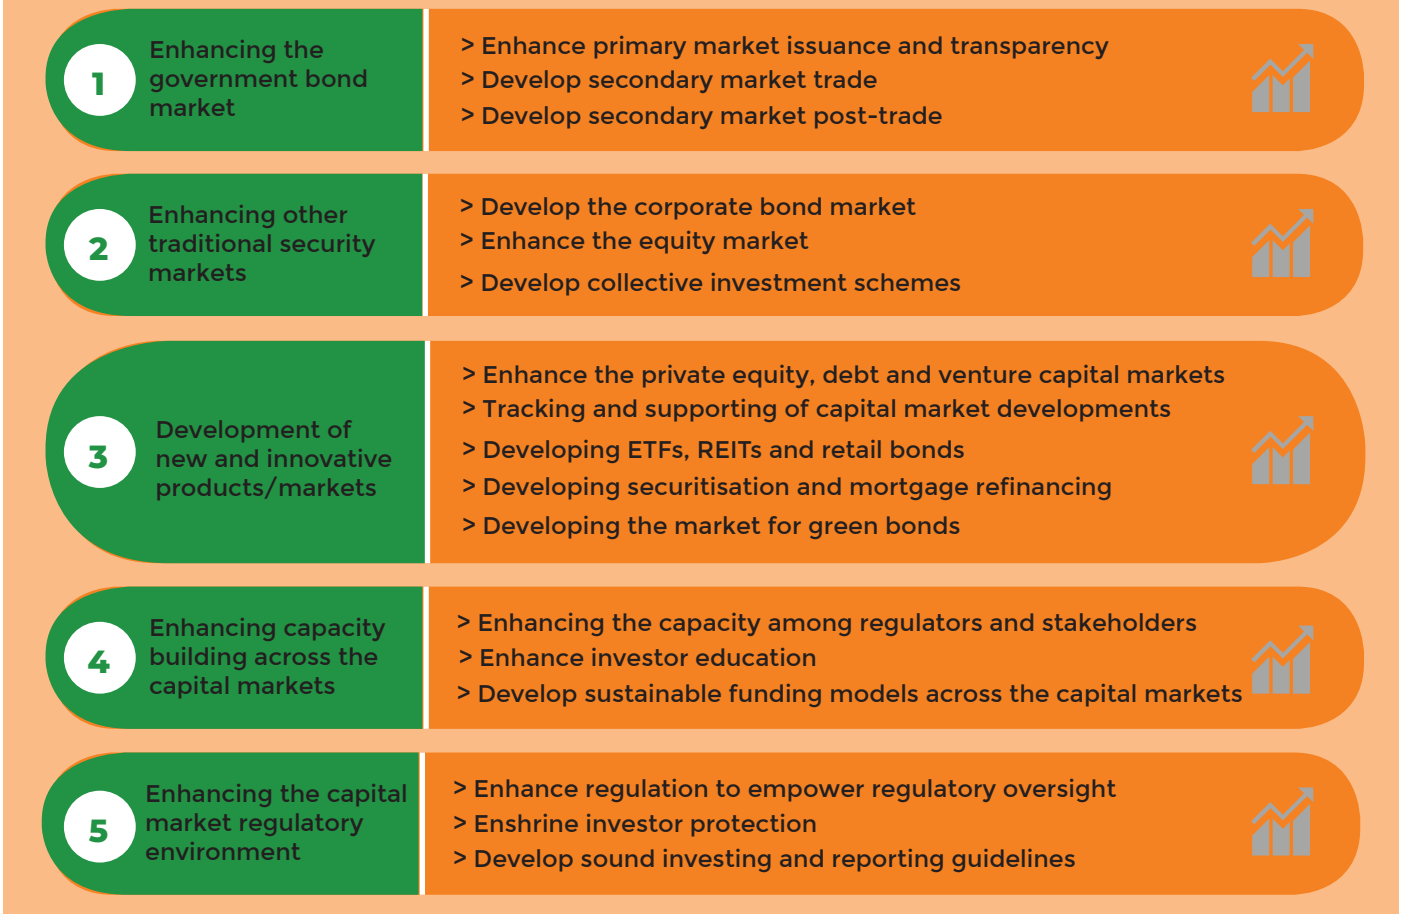 1
Enhancing the
government bond
market
> Enhance primary market issuance and transparency
> Develop secondary market trade
> Develop secondary market post-trade
2
Enhancing other
traditional security
markets
> Develop the corporate bond market
> Enhance the equity market
> Develop collective investment schemes
3
Development of
new and innovative
products/markets
> Enhance the private equity, debt and venture capital markets
> Tracking and supporting of capital market developments
> Developing ETFs, REITs and retail bonds
> Developing securitisation and mortgage refinancing
> Developing the market for green bonds
4
Enhancing capacity
building across the
capital markets
> Enhancing the capacity among regulators and stakeholders
> Enhance investor education
> Develop sustainable funding models across the capital markets
5
Enhancing the capital
market regulatory
environment
> Enhance regulation to empower regulatory oversight
> Enshrine investor protection
> Develop sound investing and reporting guidelines